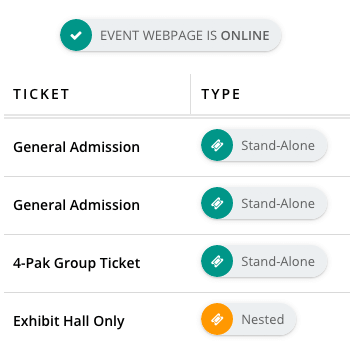 EVENT WEBPAGE IS ONLINE
TICKET TYPE
General Admission Stand-Alone
General Admission Stand-Alone
4-Pak Group Ticket Stand-Alone
Exhibit Hall Only Nested